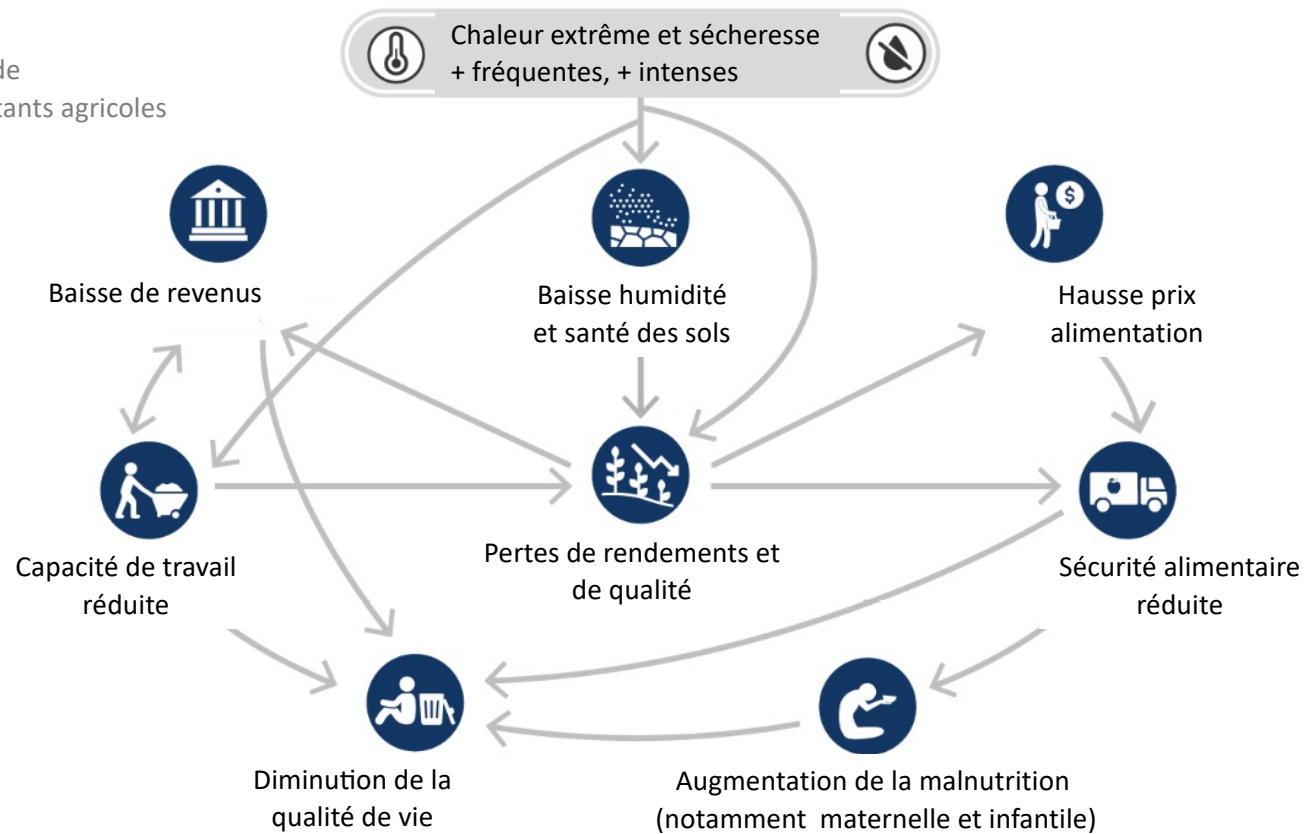 Chaleur extrême et sécheresse
+ fréquentes, + intenses
de
tants agricoles
$
Baisse de revenus
Baisse humidité
et santé des sols
Hausse prix
alimentation
Capacité de travail
réduite
Pertes de rendements et
de qualité
Sécurité alimentaire
réduite
Diminution de la
qualité de vie
Augmentation de la malnutrition
(notamment maternelle et infantile)